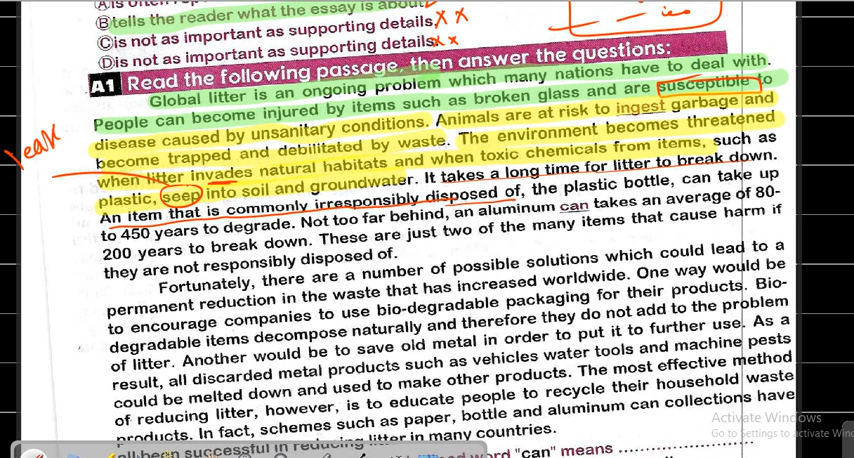 Ⓐis often rep
Ⓑtells the reader what the essay is about.
Ⓒis not as important as supporting details, x x
Ⓓis not as important as supporting details. x x
A1 Read the following passage, then answer the questions:
Global litter is an ongoing problem which many nations have to deal with.
People can become injured by items such as broken glass and are susceptible to
disease caused by unsanitary conditions. Animals are at risk to ingest garbage and
become trapped and debilitated by waste. The environment becomes threatened
leak
when litter invades natural habitats and when toxic chemicals from items, such as
plastic, seep into soil and groundwater. It takes a long time for litter to break down.
An item that is commonly irresponsibly disposed of, the plastic bottle, can take up
to 450 years to degrade. Not too far behind, an aluminum can takes an average of 80-
200 years to break down. These are just two of the many items that cause harm if
they are not responsibly disposed of.
Fortunately, there are a number of possible solutions which could lead to a
permanent reduction in the waste that has increased worldwide. One way would be
to encourage companies to use bio-degradable packaging for their products. Bio-
degradable items decompose naturally and therefore they do not add to the problem
of litter. Another would be to save old metal in order to put it to further use. As a
result, all discarded metal products such as vehicles water tools and machine pests
could be melted down and used to make other products. The most effective method
of reducing litter, however, is to educate people to recycle their household waste
products. In fact, schemes such as paper, bottle and aluminum can collections have
all been successful in reducing litter in many countries.
word "can" means
Activate Windows
Go to Settings to activate Wind